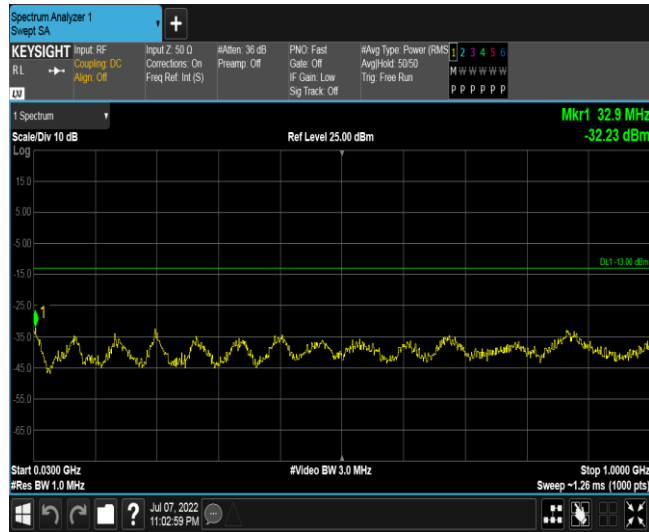 Spectrum Analyzer 1
Swept SA
KEYSIGHT
RL
Input: RF
Coupling: DC
Align: Off
Input Z: 50 Ω
Corrections: On
Freq Ref: Int (S)
#Atten: 36 dB
Preamp: Off
PNO: Fast
Gate: Off
IF Gain: Low
Sig Track: Off
#Avg Type: Power (RMS
Avg|Hold: 50/50
Trig: Free Run
1 2 3 4 5 6
M W W W W W
P P P P P P
LXI
1 Spectrum
Mkr1 32.9 MHz
Scale/Div 10 dB
Ref Level 25.00 dBm
-32.23 dBm
Log
15.0
5.00
-5.00
DL1 -13.00 dBm
-15.0
-25.0
1
-35.0
-45.0
-55.0
-65.0
Start 0.0300 GHz
#Video BW 3.0 MHz
Stop 1.0000 GHz
#Res BW 1.0 MHz
Sweep ~1.26 ms (1000 pts)
Jul 07, 2022
11:02:59 PM